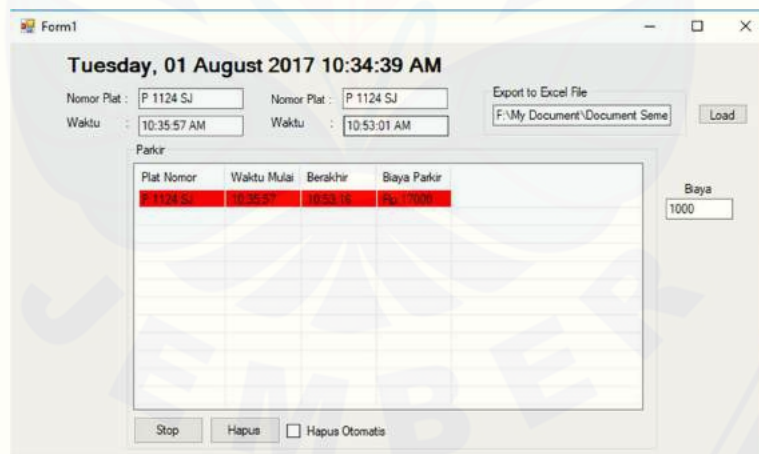 Form1
Tuesday, 01 August 2017 10:34:39 AM
Nomor Plat : P 1124 SJ Nomor Plat : P 1124 SJ
Waktu : 10:35:57 AM Waktu : 10:53:01 AM
Export to Excel File
F:\My Document\Document Seme Load
Parkir
Plat Nomor Waktu Mulai Berakhir Biaya Parkir
P 1124 SJ 10:35:57 10:53:16 Rp.17000
Biaya
1000
Stop Hapus Hapus Otomatis
JEMBER